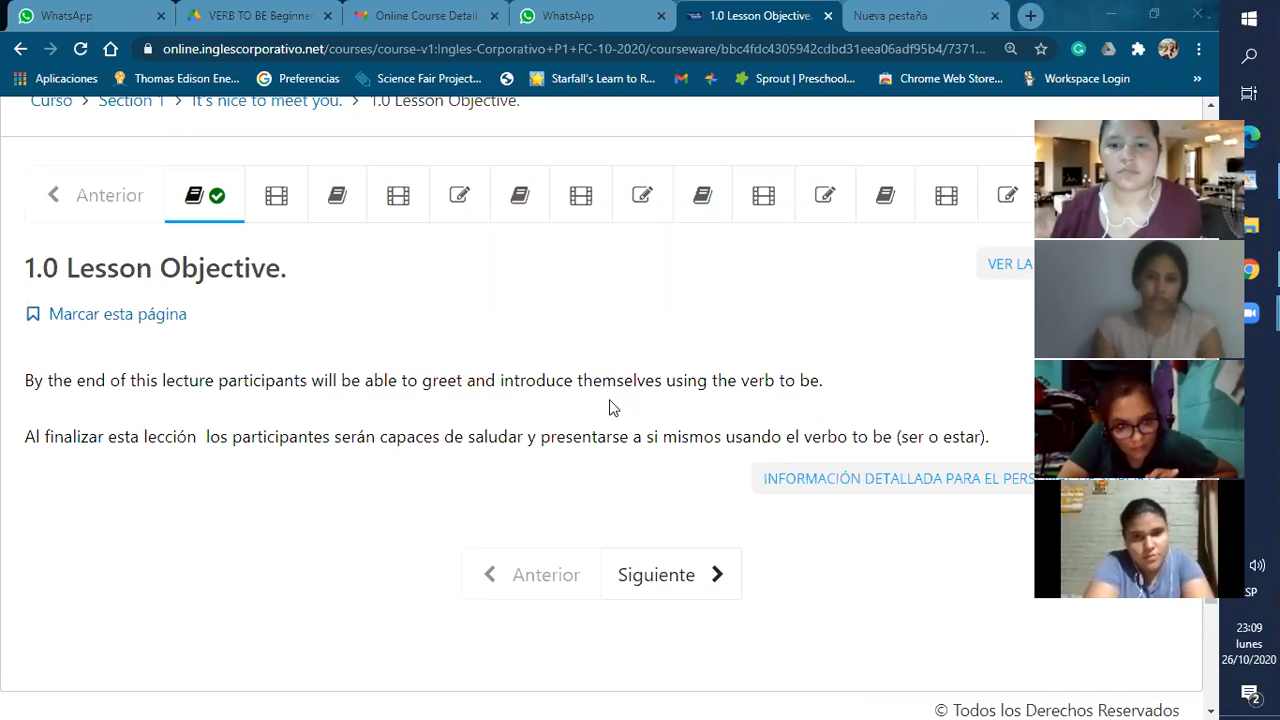 WhatsApp
VERB TO BE Beginner
Online Course Detail
WhatsApp
1.0 Lesson Objective.
Nueva pestaña
online.inglescorporativo.net/courses/course-v1:Ingles-Corporativo+P1+FC-10-2020/courseware/bbc4fdc4305942cdbd31eea06adf95b4/7371...
Aplicaciones
Thomas Edison Ene...
Preferencias
Science Fair Project...
Starfall's Learn to R...
Sprout | Preschool...
Chrome Web Store...
Workspace Login
Curso > Section 1 > It's nice to meet you. > 1.0 Lesson Objective.
Anterior
1.0 Lesson Objective.
VER LA
Marcar esta página
By the end of this lecture participants will be able to greet and introduce themselves using the verb to be.
Al finalizar esta lección los participantes serán capaces de saludar y presentarse a si mismos usando el verbo to be (ser o estar).
INFORMACIÓN DETALLADA PARA EL PERS
Anterior
Siguiente
© Todos los Derechos Reservados
ESP
23:09
lunes
26/10/2020
2